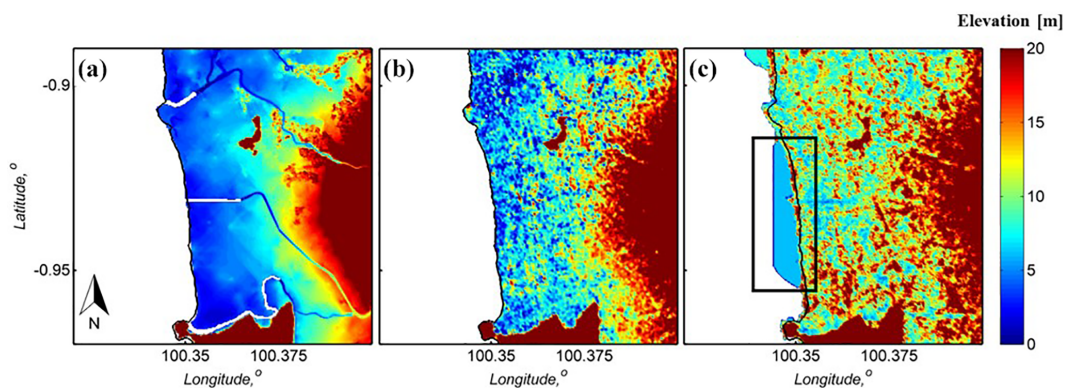 Elevation [m]
(a)
(b)
(c)
20
15
10
5
0
-0.9
-0.95
Latitude,°
N
100.35
100.375
100.35
100.375
100.35
100.375
Longitude,°
Longitude,°
Longitude,°